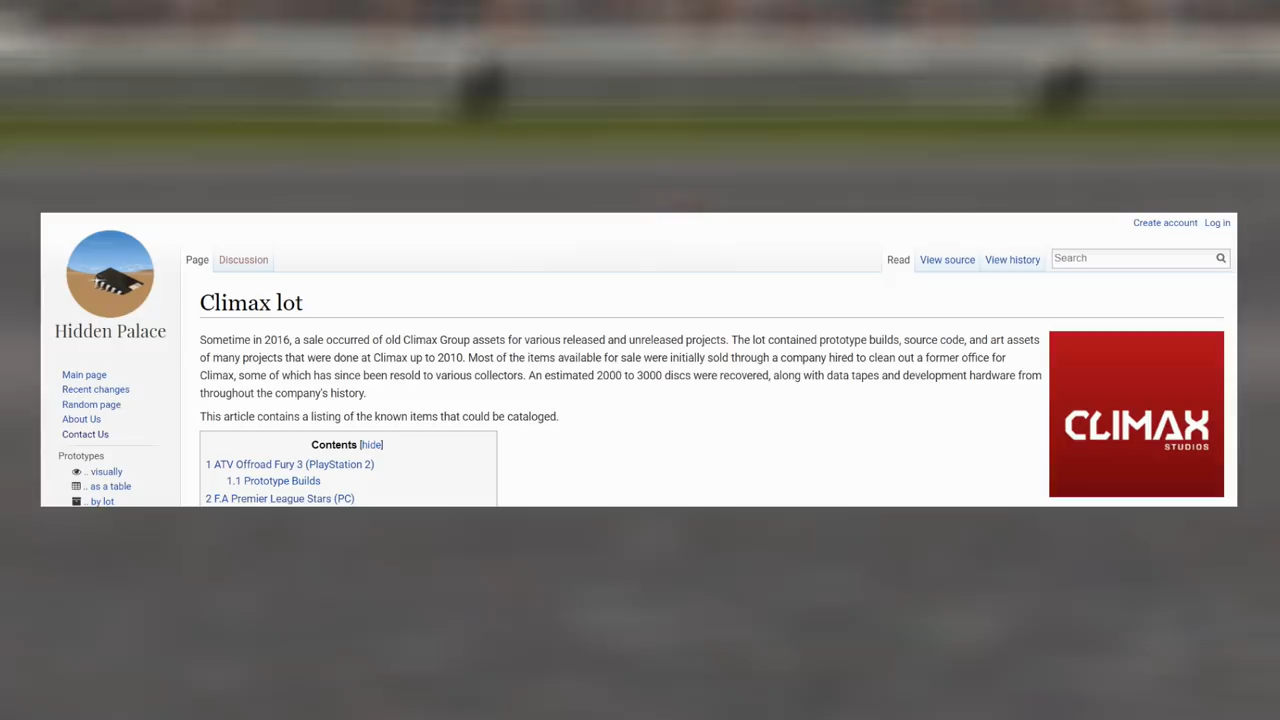 Create account Log in
Page Discussion Read View source View history Search
Hidden Palace
Main page
Recent changes
Random page
About Us
Contact Us
Prototypes
.. visually
.. as a table
.. by lot
Climax lot
Sometime in 2016, a sale occurred of old Climax Group assets for various released and unreleased projects. The lot contained prototype builds, source code, and art assets
of many projects that were done at Climax up to 2010. Most of the items available for sale were initially sold through a company hired to clean out a former office for
Climax, some of which has since been resold to various collectors. An estimated 2000 to 3000 discs were recovered, along with data tapes and development hardware from
throughout the company's history.
This article contains a listing of the known items that could be cataloged.
Contents [hide]
1 ATV Offroad Fury 3 (PlayStation 2)
1.1 Prototype Builds
2 F.A Premier League Stars (PC)
CLIMAX
STUDIOS